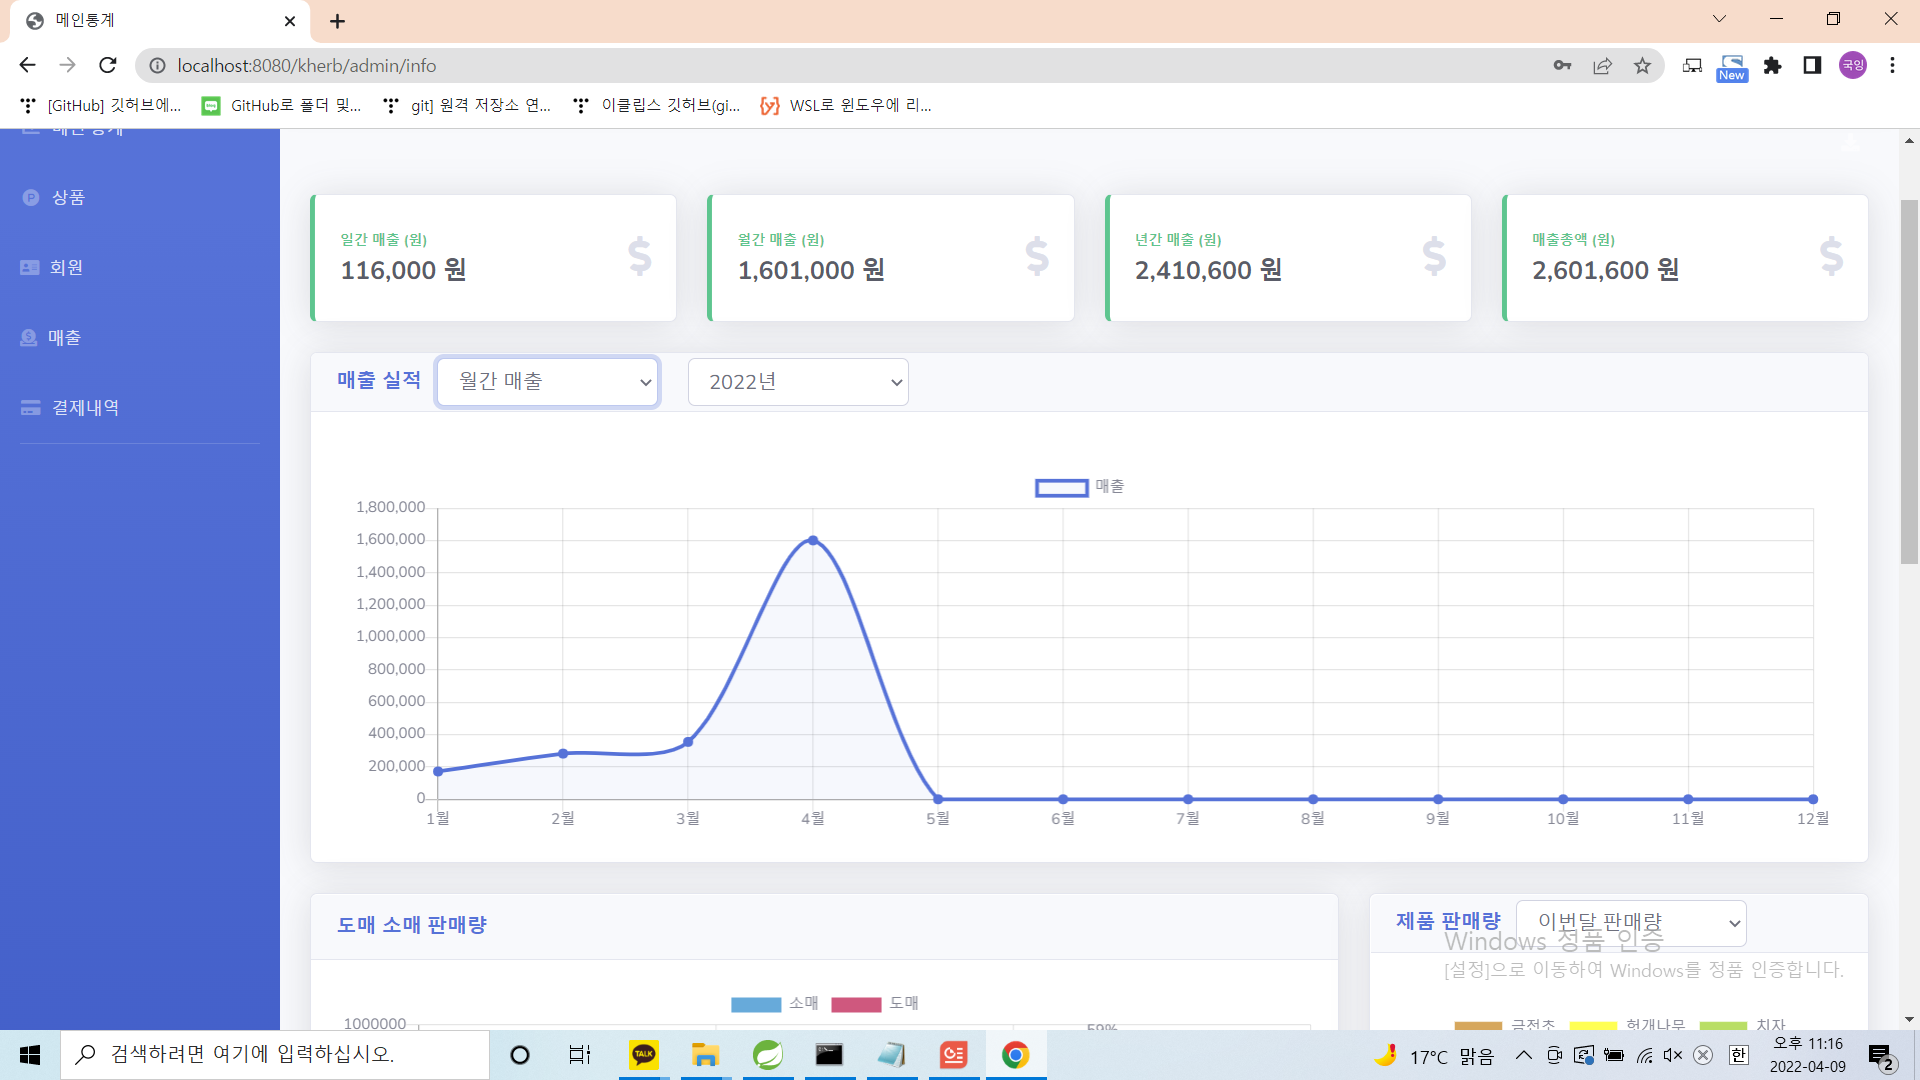 메인통계
localhost:8080/kherb/admin/info
New
국잉
[GitHub] 깃허브에...
GitHub로 폴더 및...
git] 원격 저장소 연...
이클립스 깃허브(gi...
WSL로 윈도우에 리...
메인 통계
상품
회원
매출
결제내역
일간 매출 (원)
116,000 원
월간 매출 (원)
1,601,000 원
년간 매출 (원)
2,410,600 원
매출총액 (원)
2,601,600 원
매출 실적
월간 매출
2022년
매출
1,800,000
1,600,000
1,400,000
1,200,000
1,000,000
800,000
600,000
400,000
200,000
0
1월 2월 3월 4월 5월 6월 7월 8월 9월 10월 11월 12월
도매 소매 판매량
소매 도매
1000000
59%
제품 판매량
이번달 판매량
Windows 정품 인증
[설정]으로 이동하여 Windows를 정품 인증합니다.
금전초 헛개나무 치자
검색하려면 여기에 입력하십시오.
TALK
17°C 맑음
한
오후 11:16
2022-04-09
2